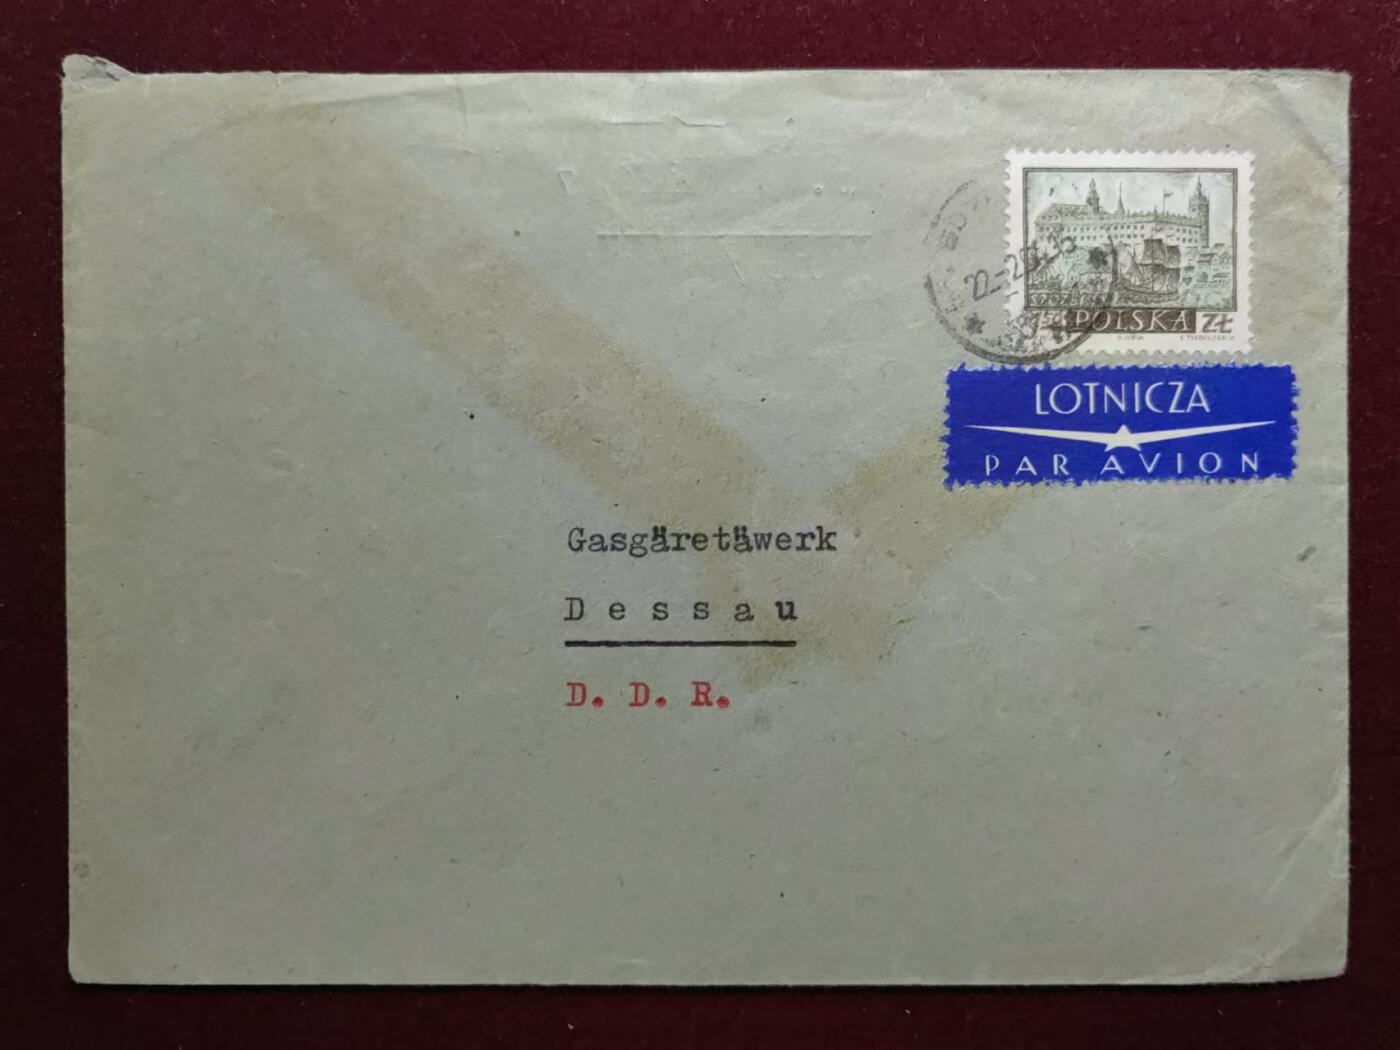 POLSKA ZŁ
LOTNICZA
PAR AVION
Gasgäretäwerk
Dessau
D. D. R.